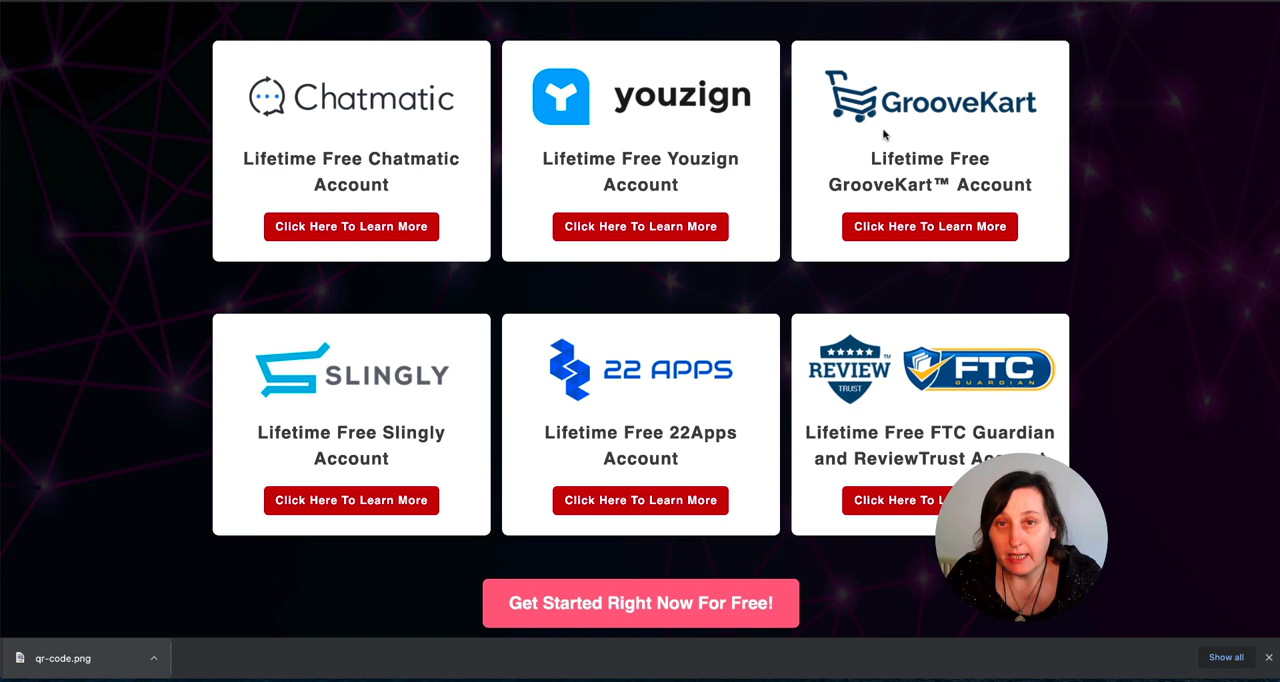 Chatmatic
Lifetime Free Chatmatic
Account
Click Here To Learn More
youzign
Lifetime Free Youzign
Account
Click Here To Learn More
GrooveKart
Lifetime Free
GrooveKart™ Account
Click Here To Learn More
SLINGLY
Lifetime Free Slingly
Account
Click Here To Learn More
22 APPS
Lifetime Free 22Apps
Account
Click Here To Learn More
REVIEW™
TRUST
FTC
GUARDIAN
Lifetime Free FTC Guardian
and ReviewTrust
Click Here To
Get Started Right Now For Free!
qr-code.png
Show all